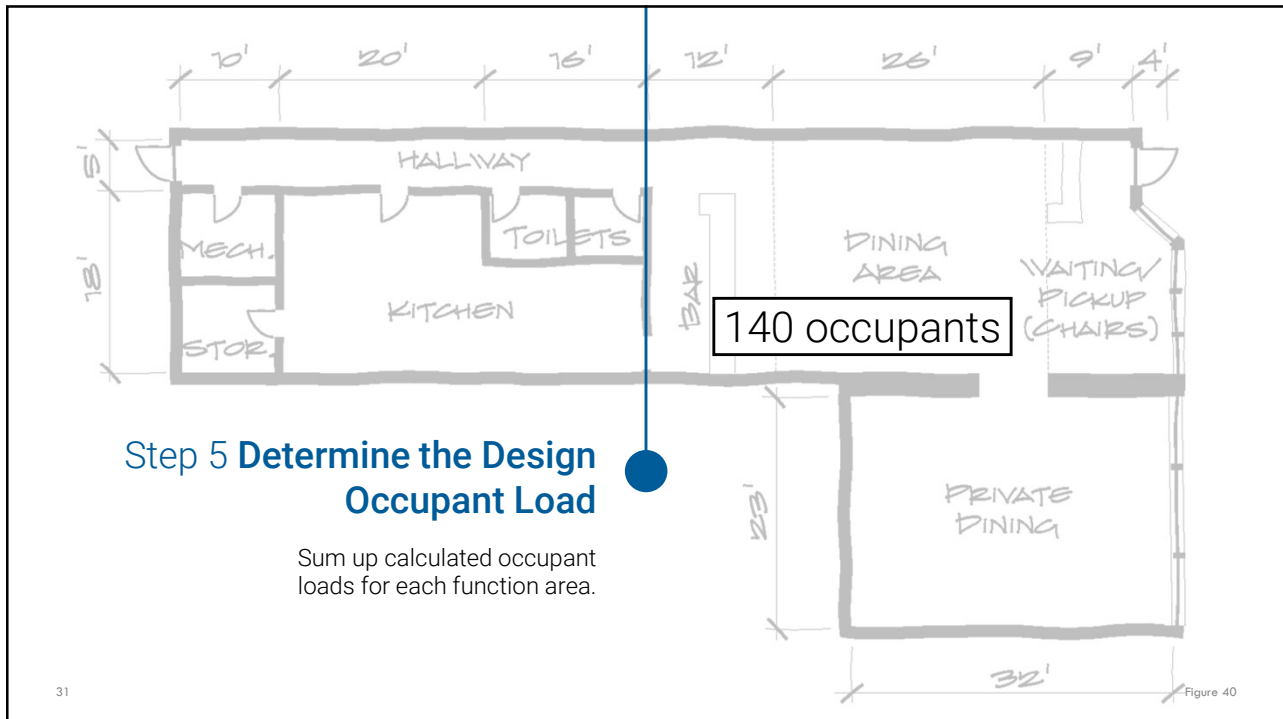 10' 20' 16' 12' 26' 9' 4'
5'
HALLWAY
18'
MECH.
TOILETS
STOR.
KITCHEN
BAR
DINING
AREA
WAITING/
PICKUP
(CHAIRS)
140 occupants
Step 5 Determine the Design
Occupant Load
Sum up calculated occupant
loads for each function area.
23'
PRIVATE
DINING
32'
31
Figure 40